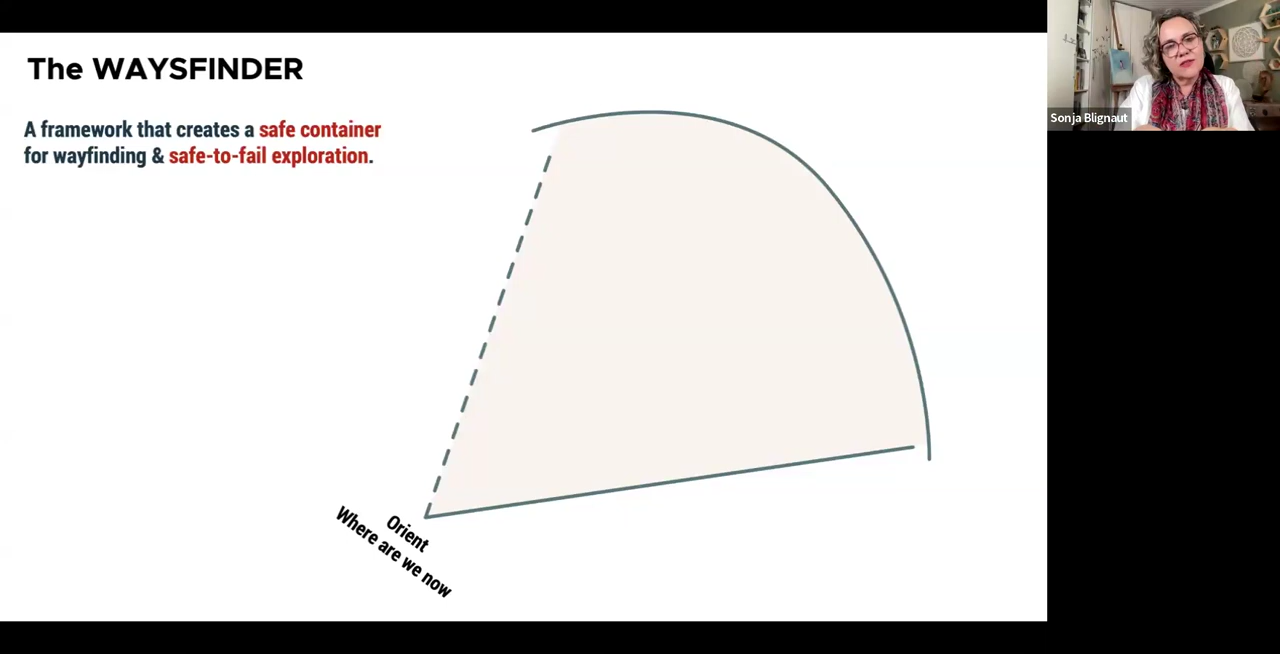 The WAYSFINDER
A framework that creates a safe container
for wayfinding & safe-to-fail exploration.
Orient
Where are we now
Sonja Blignaut